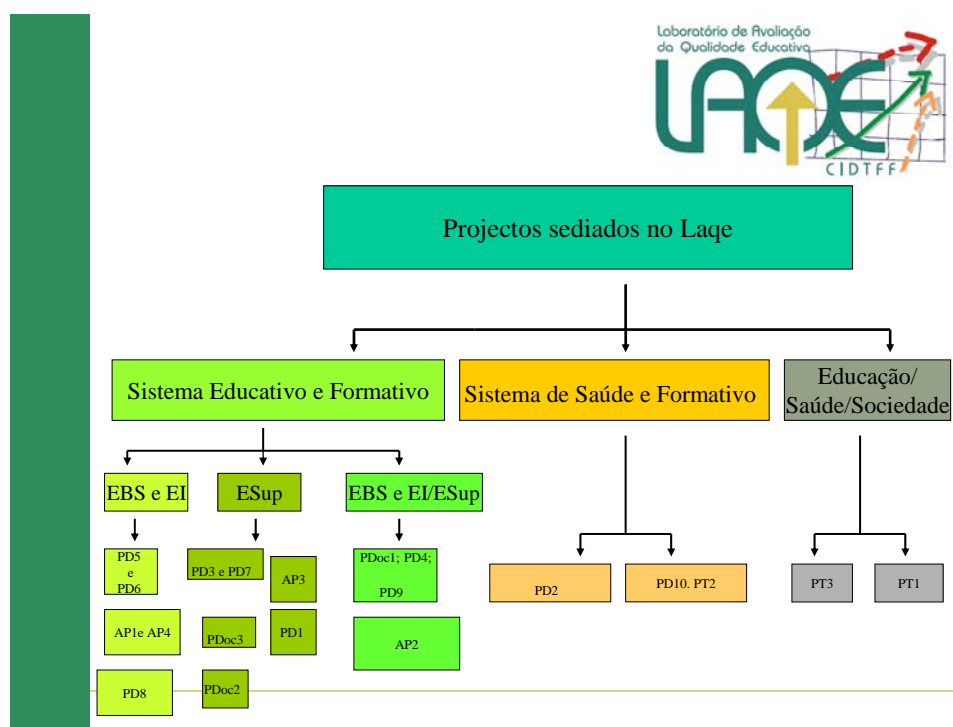 Laboratório de Avaliação
da Qualidade Educativa
LAQE
CIDTFF
Projectos sediados no Laqe
Sistema Educativo e Formativo
Sistema de Saúde e Formativo
Educação/
Saúde/Sociedade
EBS e EI
ESup
EBS e EI/ESup
PD5
e
PD6
PD3 e PD7
AP3
PDoc1; PD4;
PD9
PD2
PD10. PT2
PT3
PT1
AP1e AP4
PDoc3
PD1
AP2
PD8
PDoc2